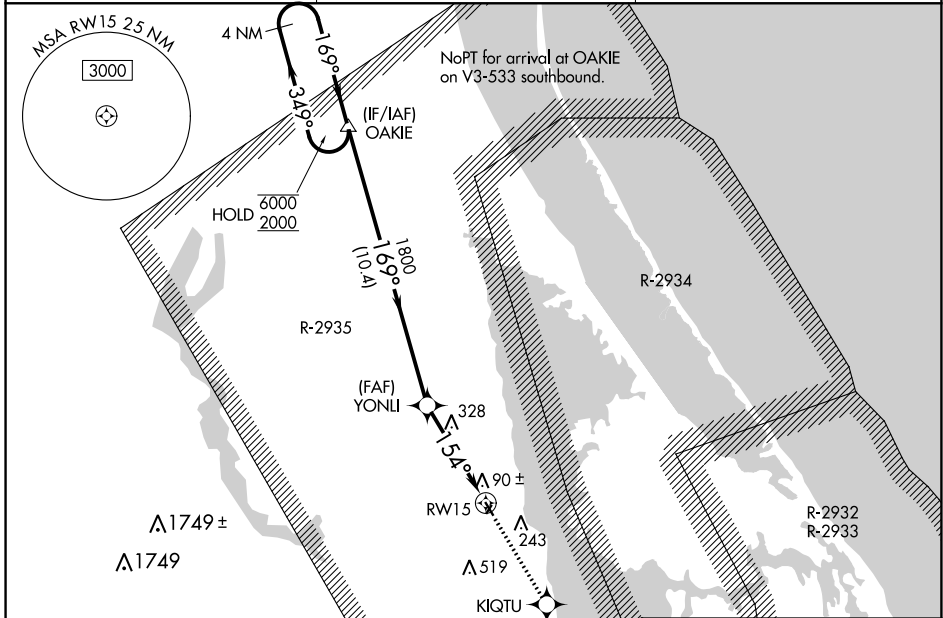 MSA RW15 25 NM
3000
4 NM
169°
349°
NoPT for arrival at OAKIE
on V3-533 southbound.
(IF/IAF)
OAKIE
HOLD 6000
2000
1800
169°
(10.4)
R-2934
R-2935
(FAF)
YONLI
328
154°
90 ±
RW15
243
519
1749 ±
1749
R-2932
R-2933
KIQTU